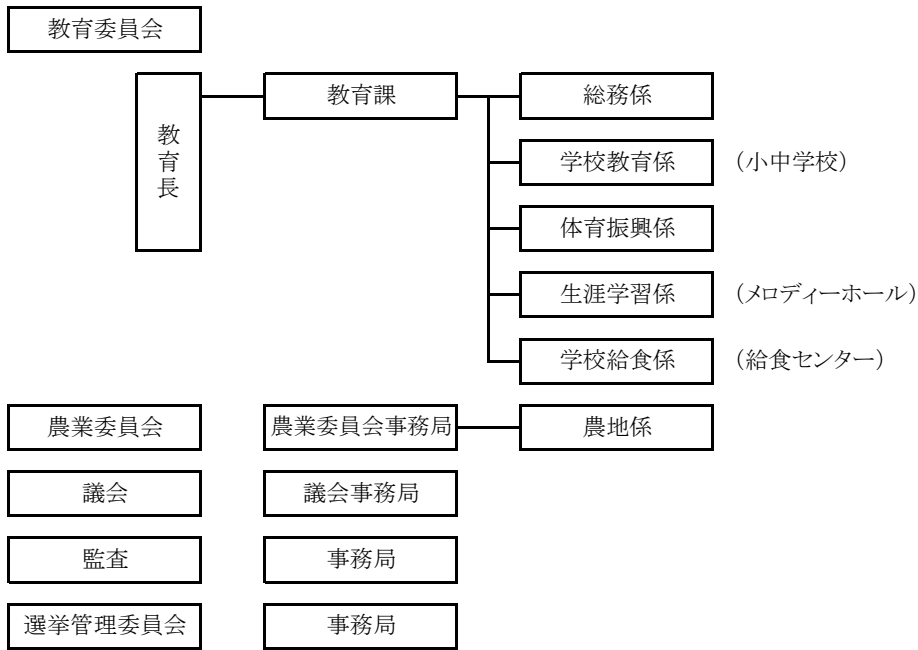 教育委員会
教育長
教育課
総務係
学校教育係
（小中学校）
体育振興係
生涯学習係
（メロディーホール）
学校給食係
（給食センター）
農業委員会
農業委員会事務局
農地係
議会
議会事務局
監査
事務局
選挙管理委員会
事務局